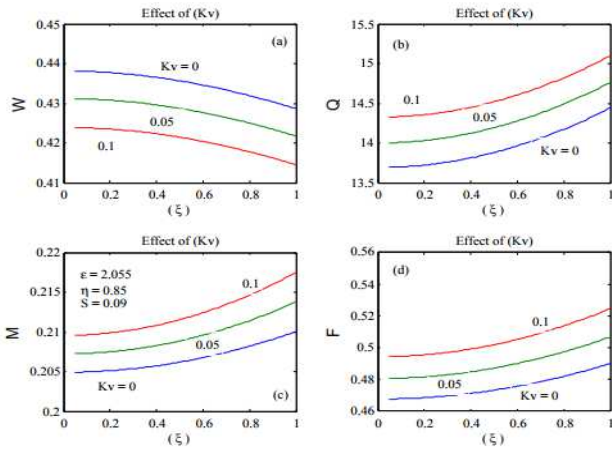 Effect of (Kv)
0.45
0.44
0.43
0.42
0.41
W
(a)
Kv = 0
0.05
0.1
0 0.2 0.4 0.6 0.8 1
( ξ )
Effect of (Kv)
15.5
15
14.5
14
13.5
Q
(b)
0.1
0.05
Kv = 0
0 0.2 0.4 0.6 0.8 1
( ξ )
Effect of (Kv)
0.22
0.215
0.21
0.205
0.2
M
ε = 2.055
η = 0.85
S = 0.09
0.1
0.05
Kv = 0
(c)
0 0.2 0.4 0.6 0.8 1
( ξ )
Effect of (Kv)
0.56
0.54
0.52
0.5
0.48
0.46
F
(d)
0.1
0.05
Kv = 0
0 0.2 0.4 0.6 0.8 1
( ξ )